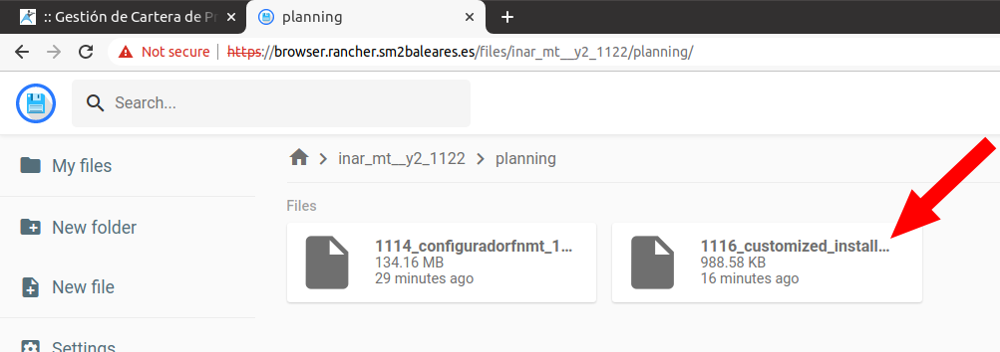 :: Gestión de Cartera de Pr
planning
Not secure
https://browser.rancher.sm2baleares.es/files/inar_mt__y2_1122/planning/
Search...
My files
inar_mt__y2_1122
planning
New folder
Files
1114_configuradorfnmt_1...
134.16 MB
29 minutes ago
1116_customized_install...
988.58 KB
16 minutes ago
New file
Settings